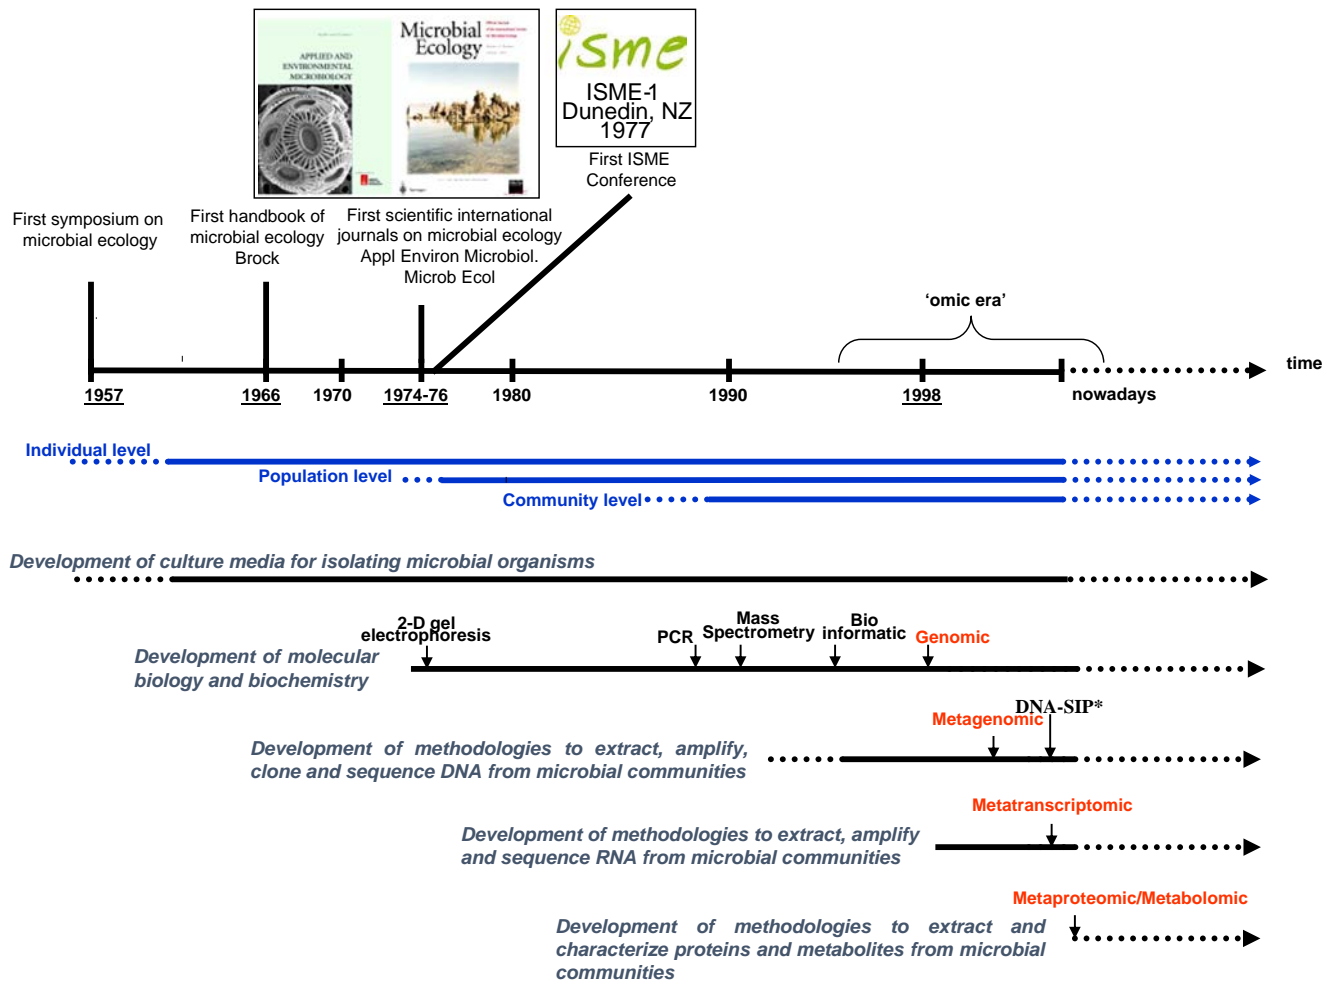 APPLIED AND
ENVIRONMENTAL
MICROBIOLOGY
Microbial
Ecology
Springer
isme
ISME-1
Dunedin, NZ
1977
First ISME
Conference
First symposium on
microbial ecology
First handbook of
microbial ecology
Brock
First scientific international
journals on microbial ecology
Appl Environ Microbiol.
Microb Ecol
'omic era'
time
1957
1966
1970
1974-76
1980
1990
1998
nowadays
Individual level
Population level
Community level
Development of culture media for isolating microbial organisms
2-D gel
electrophoresis
PCR
Mass
Spectrometry
Bio
informatic
Genomic
Development of molecular
biology and biochemistry
DNA-SIP*
Metagenomic
Development of methodologies to extract, amplify,
clone and sequence DNA from microbial communities
Metatranscriptomic
Development of methodologies to extract, amplify
and sequence RNA from microbial communities
Metaproteomic/Metabolomic
Development of methodologies to extract and
characterize proteins and metabolites from microbial
communities